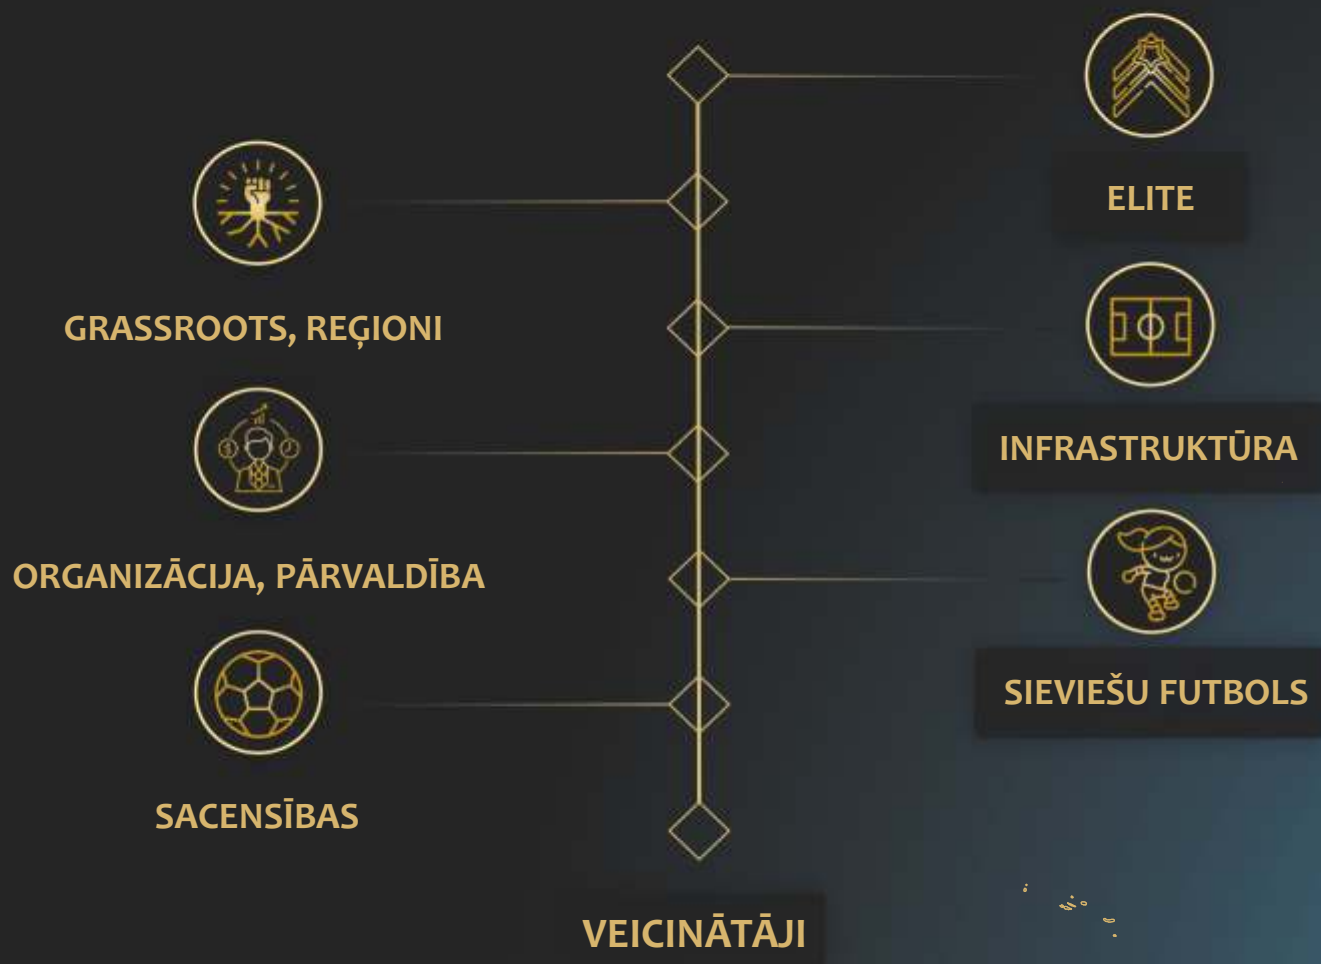 ELITE
GRASSROOTS, REĢIONI
INFRASTRUKTŪRA
ORGANIZĀCIJA, PĀRVALDĪBA
SIEVIEŠU FUTBOLS
SACENSĪBAS
VEICINĀTĀJI